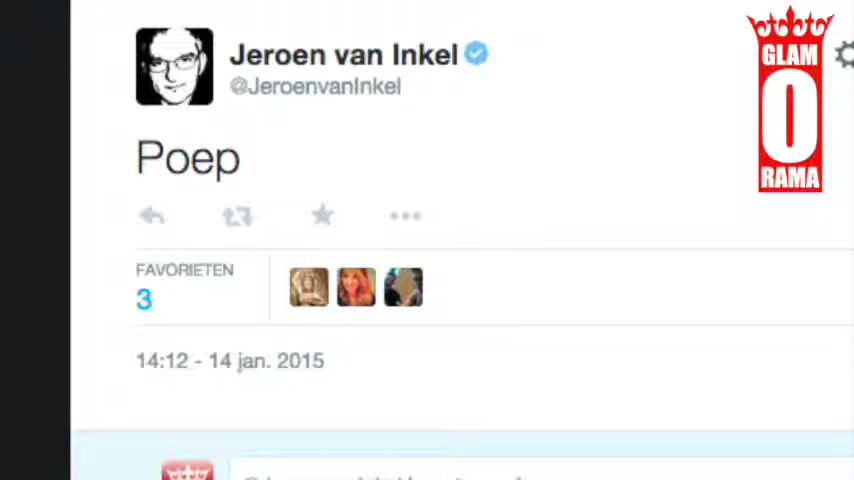 Jeroen van Inkel
@JeroenvanInkel
GLAM
O
RAMA
Poep
FAVORIETEN
3
14:12 - 14 jan. 2015